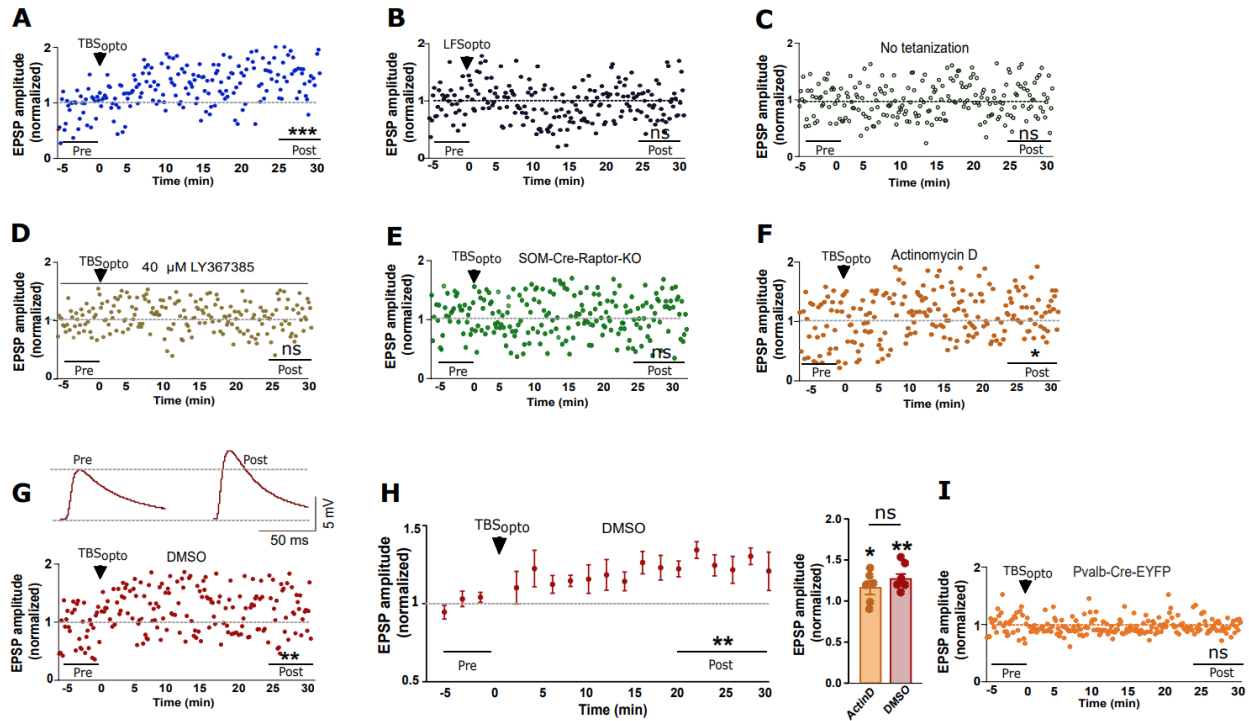 A
TBSopto
EPSP amplitude
(normalized)
2
1
0
***
Pre
Post
-5 0 5 10 15 20 25 30
Time (min)
B
LFSopto
EPSP amplitude
(normalized)
2
1
0
ns
Pre
Post
-5 0 5 10 15 20 25 30
Time (min)
C
No tetanization
EPSP amplitude
(normalized)
2
1
0
ns
Pre
Post
-5 0 5 10 15 20 25 30
Time (min)
D
TBSopto
40 µM LY367385
EPSP amplitude
(normalized)
2
1
0
ns
Pre
Post
-5 0 5 10 15 20 25 30
Time (min)
E
TBSopto
SOM-Cre-Raptor-KO
EPSP amplitude
(normalized)
2
1
0
ns
Pre
Post
-5 0 5 10 15 20 25 30
Time (min)
F
TBSopto
Actinomycin D
EPSP amplitude
(normalized)
2
1
0
*
Pre
Post
-5 0 5 10 15 20 25 30
Time (min)
G
Pre
Post
5 mV
50 ms
TBSopto
DMSO
EPSP amplitude
(normalized)
2
1
0
**
Pre
Post
-5 0 5 10 15 20 25 30
Time (min)
H
TBSopto
DMSO
EPSP amplitude
(normalized)
1.5
1
0.5
**
Pre
Post
-5 0 5 10 15 20 25 30
Time (min)
ns
* **
EPSP amplitude
(normalized)
2.0
1.5
1.0
0.5
0.0
ActinD
DMSO
I
TBSopto
Pvalb-Cre-EYFP
EPSP amplitude
(normalized)
2
1
0
ns
Pre
Post
-5 0 5 10 15 20 25 30
Time (min)